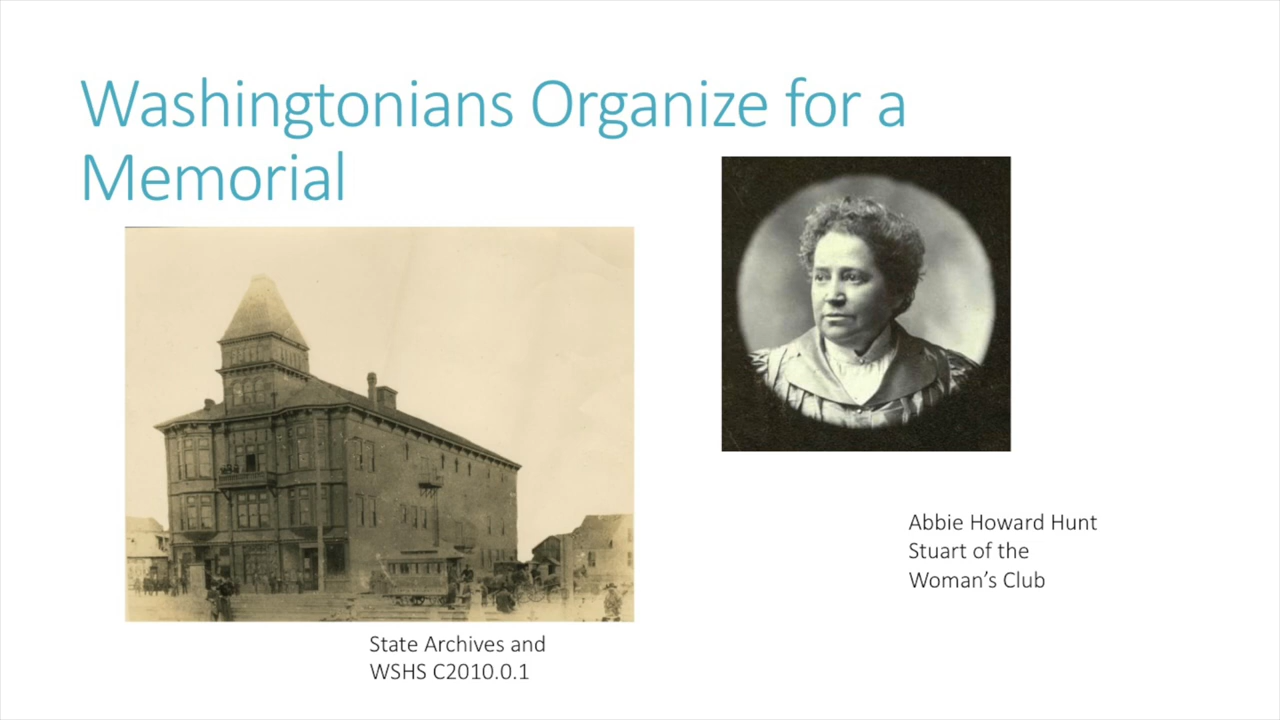 Washingtonians Organize for a
Memorial
Abbie Howard Hunt
Stuart of the
Woman’s Club
State Archives and
WSHS C2010.0.1